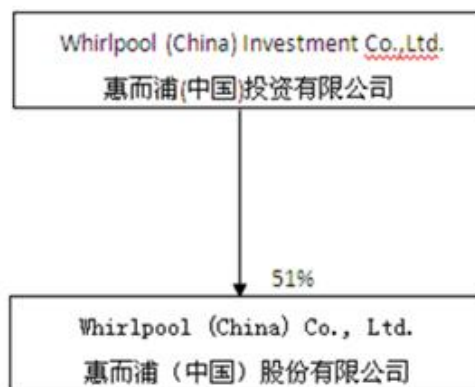 Whirlpool (China) Investment Co.,Ltd.
惠而浦(中国)投资有限公司
51%
Whirlpool (China) Co., Ltd.
惠而浦（中国）股份有限公司